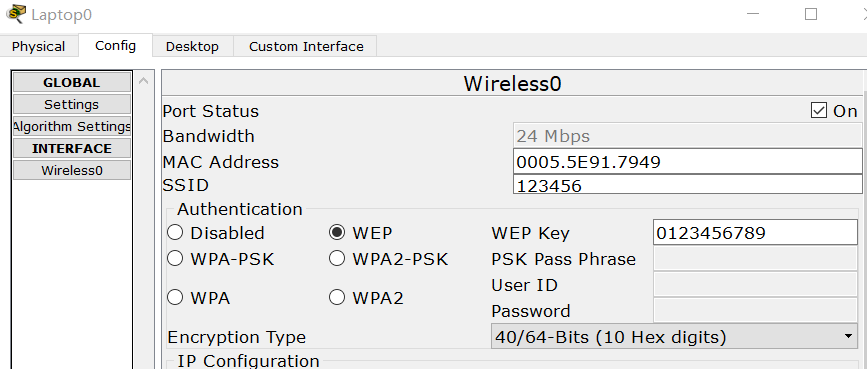 Laptop0
Physical Config Desktop Custom Interface
GLOBAL
Settings
Algorithm Settings
INTERFACE
Wireless0
Wireless0
Port Status On
Bandwidth 24 Mbps
MAC Address 0005.5E91.7949
SSID 123456
Authentication
Disabled WEP WEP Key 0123456789
WPA-PSK WPA2-PSK PSK Pass Phrase
User ID
WPA WPA2
Password
Encryption Type 40/64-Bits (10 Hex digits)
IP Configuration